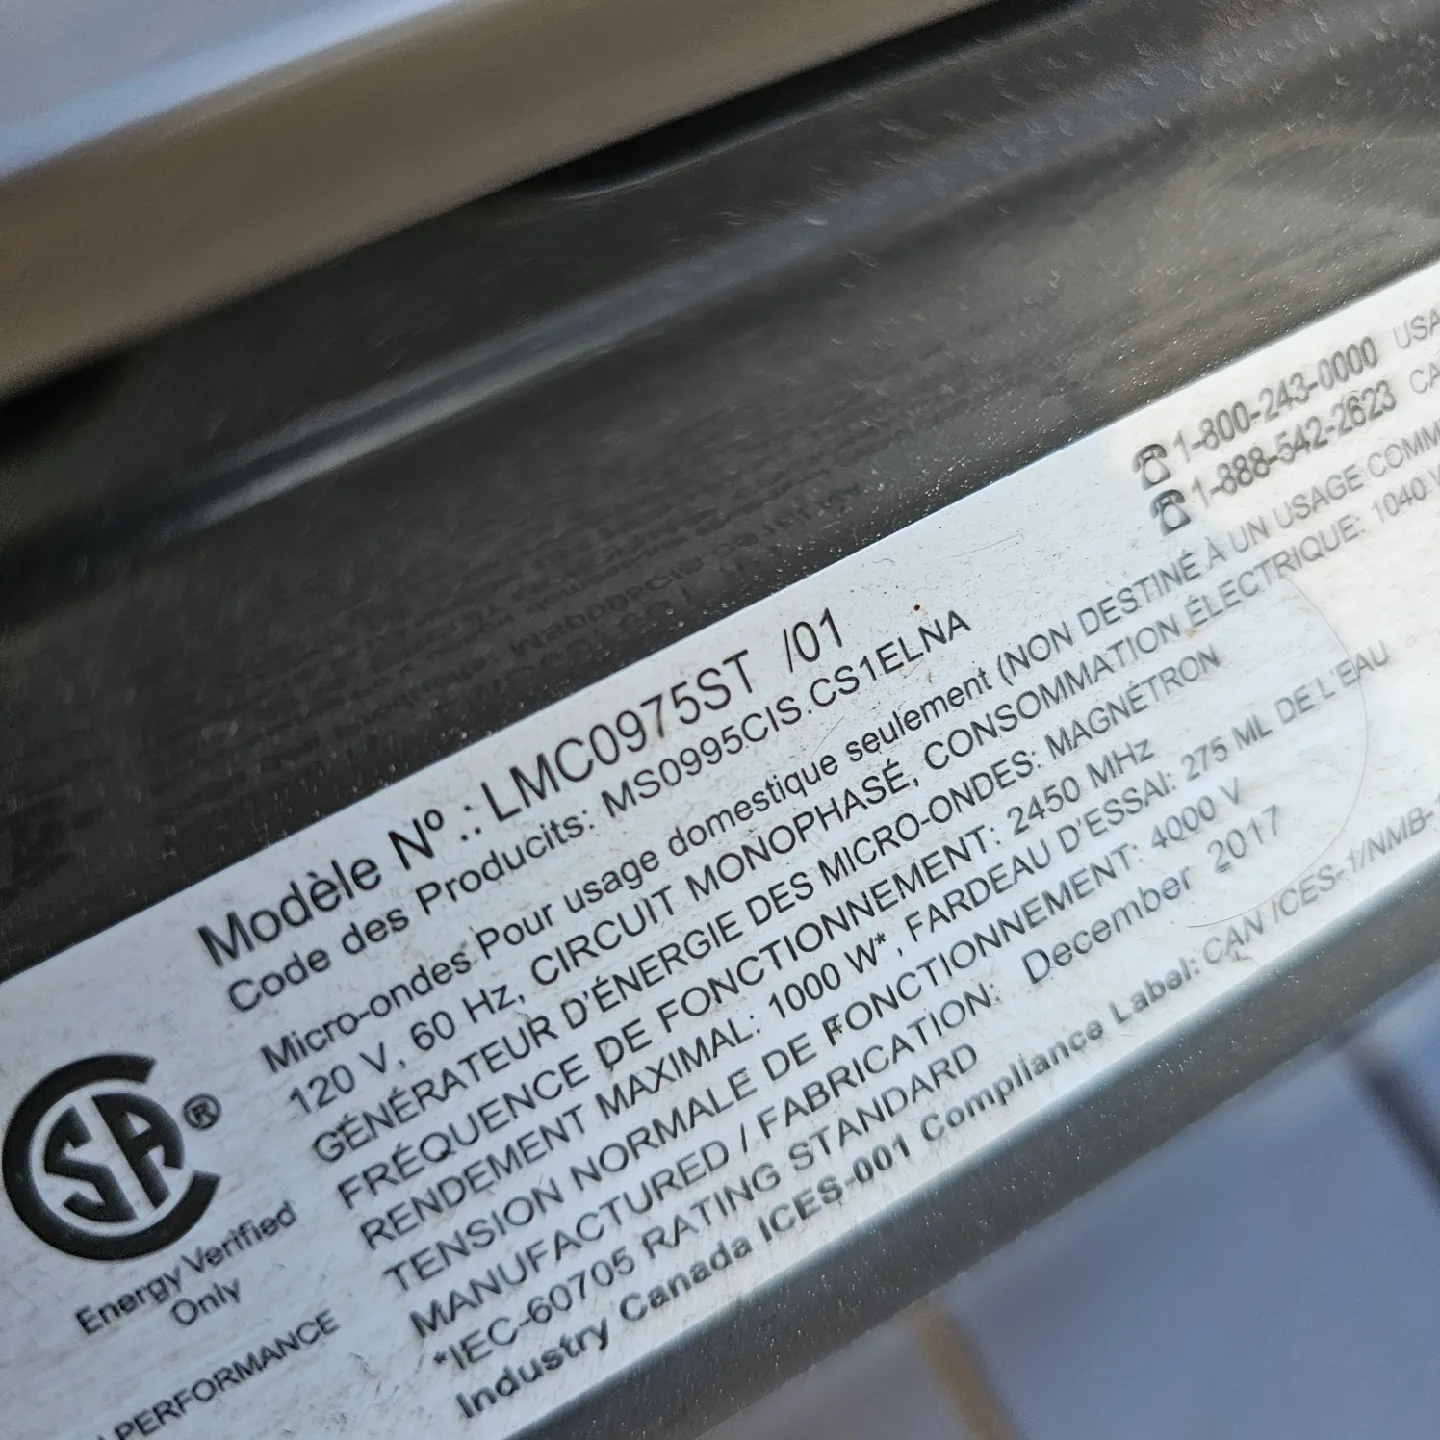 ☎1-800-243-0000 USA
☎1-888-542-2623 CA
Modèle Nº .: LMC0975ST /01
Code des Producits: MS0995CIS.CS1ELNA
Micro-ondes Pour usage domestique seulement (NON DESTINÉ À UN USAGE COMM
120 V, 60 Hz, CIRCUIT MONOPHASÉ, CONSOMMATION ÉLECTRIQUE: 1040 V
GÉNÉRATEUR D'ÉNERGIE DES MICRO-ONDES: MAGNÉTRON
FRÉQUENCE DE FONCTIONNEMENT: 2450 MHz
RENDEMENT MAXIMAL: 1000 W*, FARDEAU D'ESSAI: 275 ML DE L'EAU
TENSION NORMALE DE FONCTIONNEMENT: 4000 V
MANUFACTURED / FABRICATION: December 2017
*IEC-60705 RATING STANDARD
Industry Canada ICES-001 Compliance Label: CAN ICES-1/NMB-1
CSA®
Energy Verified
Only
PERFORMANCE